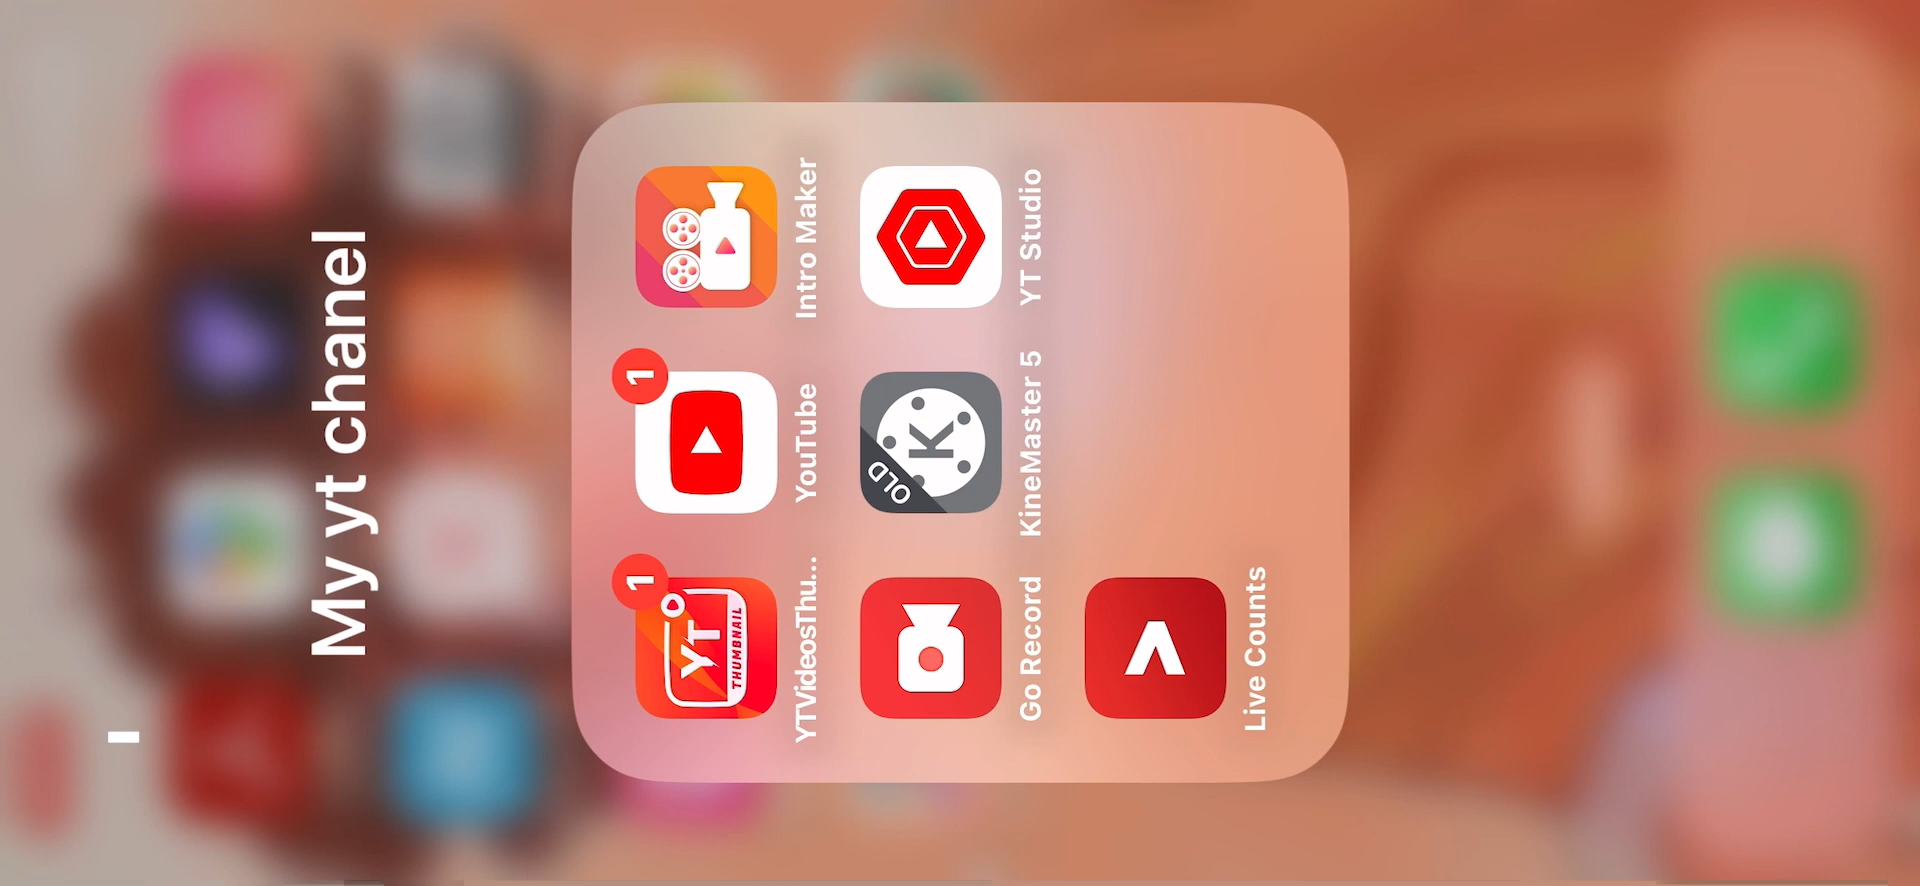 My yt chanel
1
YT
THUMBNAIL
YTVideosThu...
1
YouTube
Intro Maker
Go Record
OLD
K
KineMaster 5
YT Studio
Live Counts